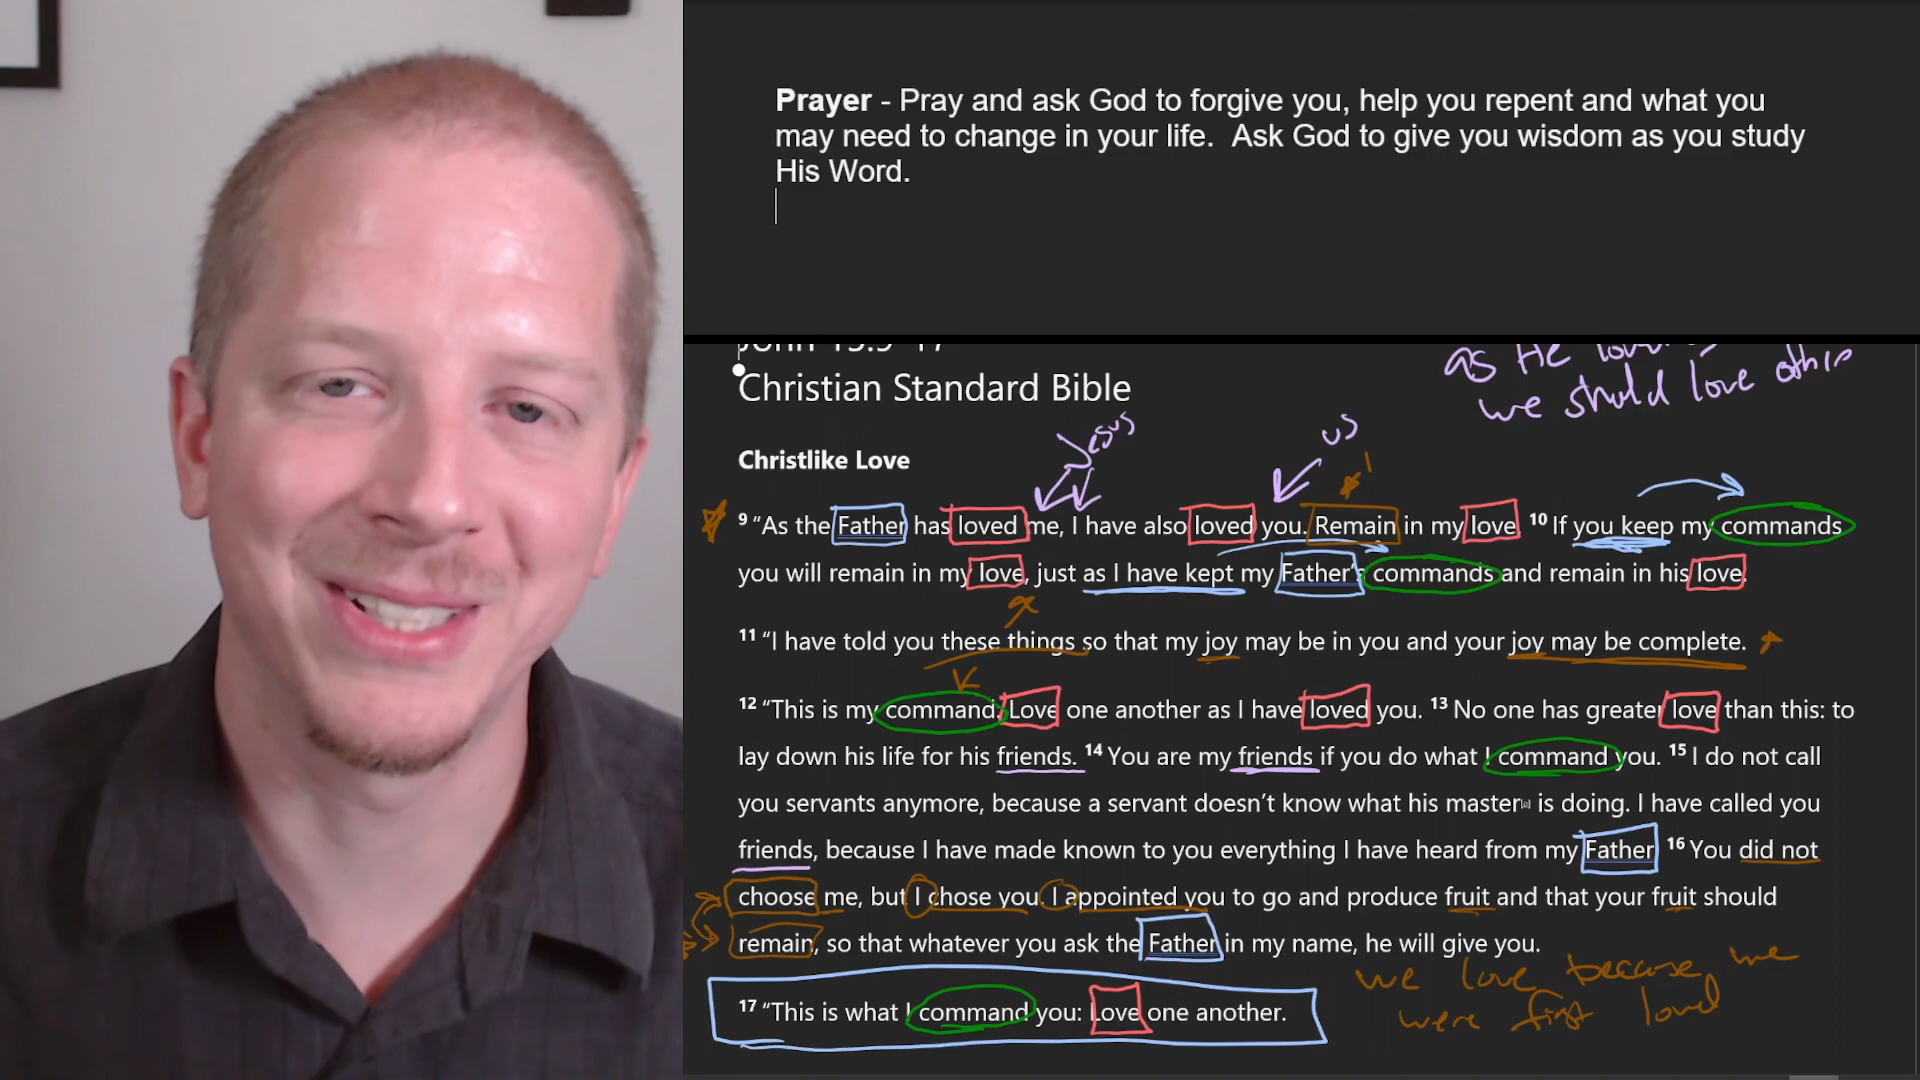 Prayer - Pray and ask God to forgive you, help you repent and what you
may need to change in your life.  Ask God to give you wisdom as you study
His Word.
John 15:9-17
as He loves
we should love others
Christian Standard Bible
Jesus
us
Christlike Love
9 “As the Father has loved me, I have also loved you. Remain in my love. 10 If you keep my commands
you will remain in my love, just as I have kept my Father’s commands and remain in his love.
11 “I have told you these things so that my joy may be in you and your joy may be complete.
12 “This is my command: Love one another as I have loved you. 13 No one has greater love than this: to
lay down his life for his friends. 14 You are my friends if you do what I command you. 15 I do not call
you servants anymore, because a servant doesn’t know what his master[a] is doing. I have called you
friends, because I have made known to you everything I have heard from my Father. 16 You did not
choose me, but I chose you. I appointed you to go and produce fruit and that your fruit should
remain, so that whatever you ask the Father in my name, he will give you.
we love because we
were first loved
17 “This is what I command you: Love one another.